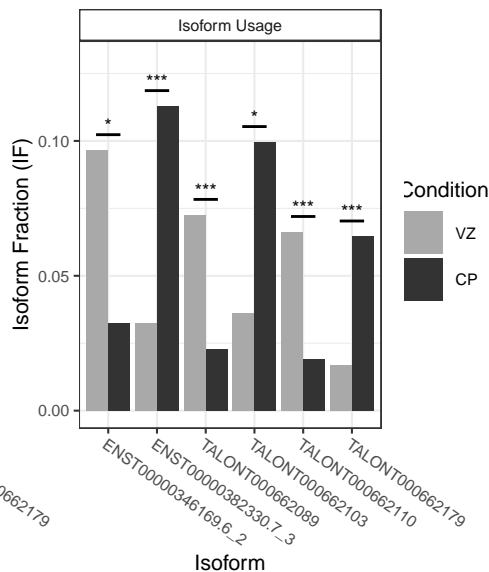 Isoform Usage
*
***
***
*
***
***
0.10
0.05
0.00
Isoform Fraction (IF)
Condition
VZ
CP
ENST00000346169.6_2
ENST00000382330.7_3
TALONT000662089
TALONT000662103
TALONT000662110
TALONT000662179
00662179
Isoform